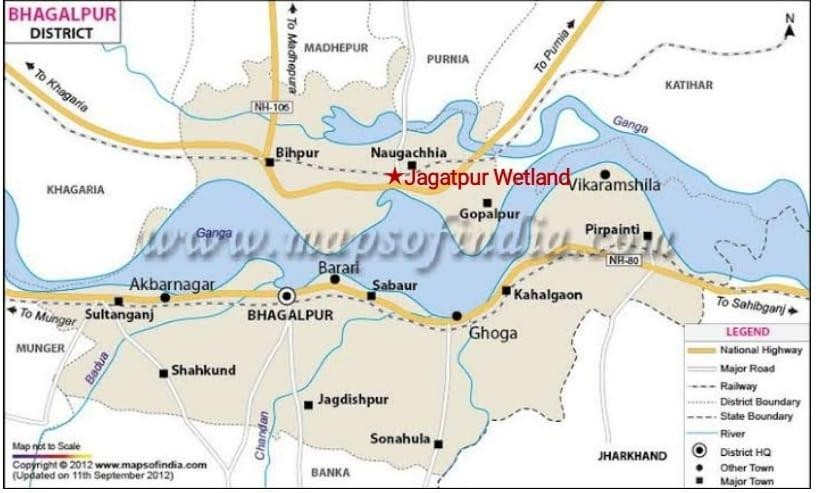 BHAGALPUR
DISTRICT
To Madhepura
MADHEPUR
PURNIA
To Purnia
N
KATIHAR
To Khagaria
NH-106
Ganga
Bihpur
Naugachhia
Jagatpur Wetland
Vikaramshila
KHAGARIA
Gopalpur
Ganga
Pirpainti
www.mapsofindia.com
Barari
NH-80
Akbarnagar
Sabaur
Kahalgaon
To Sahibganj
Sultanganj
BHAGALPUR
Ghoga
To Munger
MUNGER
Badua
Shahkund
Jagdishpur
Chandan
Sonahula
JHARKHAND
BANKA
LEGEND
National Highway
Major Road
Railway
District Boundary
State Boundary
River
District HQ
Other Town
Major Town
Map not to Scale
Copyright © 2012 www.mapsofindia.com
(Updated on 11th September 2012)